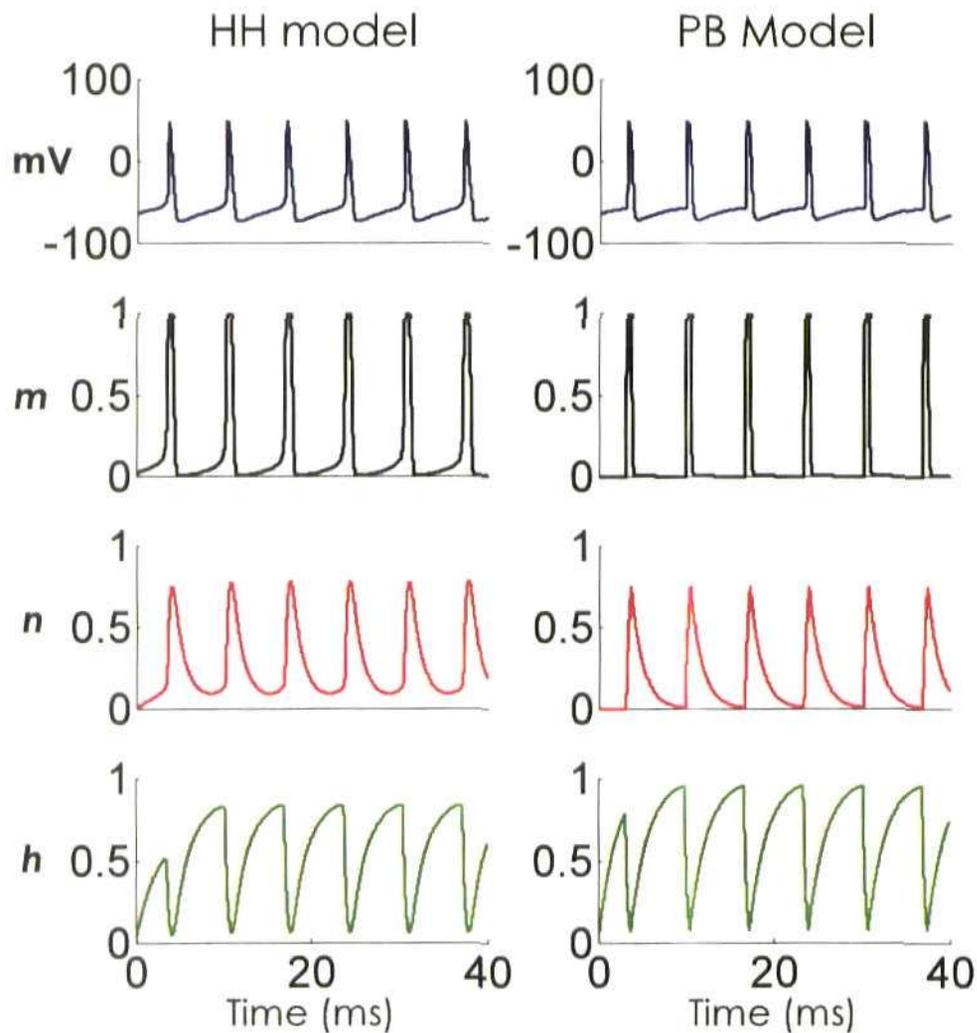 HH model PB Model
100 100
mV 0 0
-100 -100
1 1
m 0.5 0.5
0 0
1 1
n 0.5 0.5
0 0
1 1
h 0.5 0.5
0 0
0 20 40 0 20 40
Time (ms) Time (ms)